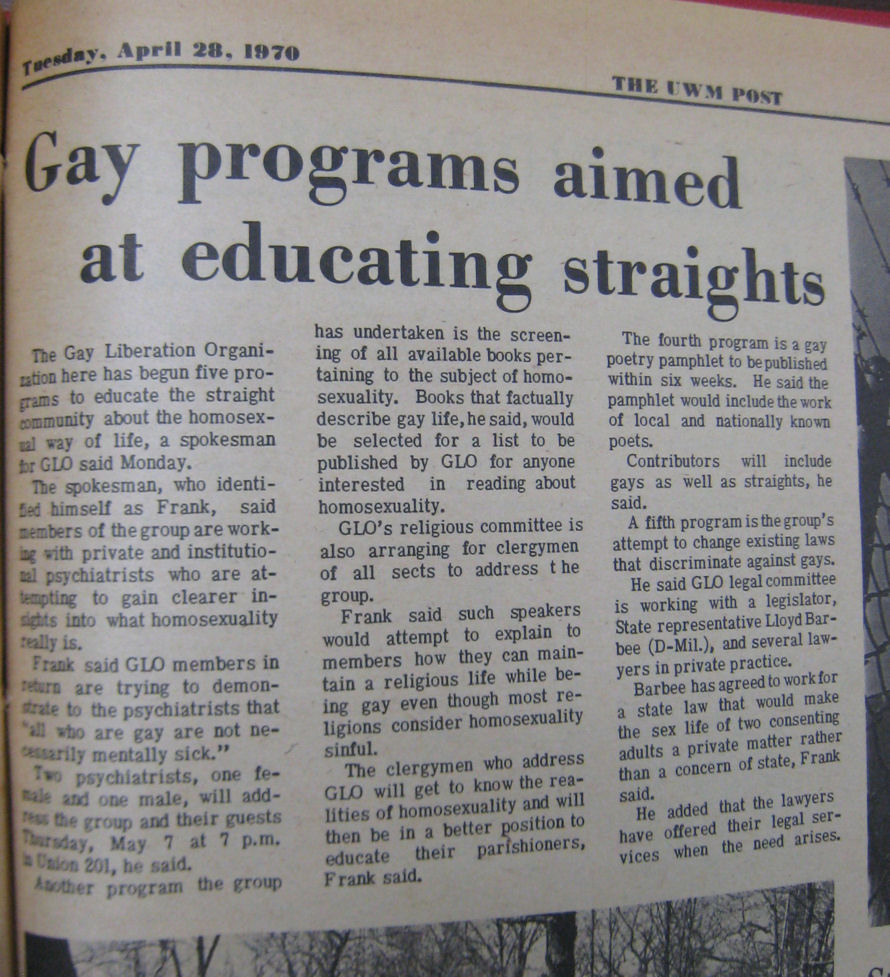 Tuesday, April 28, 1970
THE UWM POST
Gay programs aimed
at educating straights
The Gay Liberation Organi-
zation here has begun five pro-
grams to educate the straight
community about the homosex-
ual way of life, a spokesman
for GLO said Monday.
The spokesman, who identi-
fied himself as Frank, said
members of the group are work-
ing with private and institutio-
nal psychiatrists who are at-
tempting to gain clearer in-
sights into what homosexuality
really is.
Frank said GLO members in
return are trying to demon-
strate to the psychiatrists that
"all who are gay are not ne-
cessarily mentally sick."
Two psychiatrists, one fe-
male and one male, will add-
ress the group and their guests
Thursday, May 7 at 7 p.m.
in Union 201, he said.
Another program the group
has undertaken is the screen-
ing of all available books per-
taining to the subject of homo-
sexuality. Books that factually
describe gay life, he said, would
be selected for a list to be
published by GLO for anyone
interested in reading about
homosexuality.
GLO's religious committee is
also arranging for clergymen
of all sects to address the
group.
Frank said such speakers
would attempt to explain to
members how they can main-
tain a religious life while be-
ing gay even though most re-
ligions consider homosexuality
sinful.
The clergymen who address
GLO will get to know the rea-
lities of homosexuality and will
then be in a better position to
educate their parishioners,
Frank said.
The fourth program is a gay
poetry pamphlet to be published
within six weeks. He said the
pamphlet would include the work
of local and nationally known
poets.
Contributors will include
gays as well as straights, he
said.
A fifth program is the group's
attempt to change existing laws
that discriminate against gays.
He said GLO legal committee
is working with a legislator,
State representative Lloyd Bar-
bee (D-Mil.), and several law-
yers in private practice.
Barbee has agreed to work for
a state law that would make
the sex life of two consenting
adults a private matter rather
than a concern of state, Frank
said.
He added that the lawyers
have offered their legal ser-
vices when the need arises.